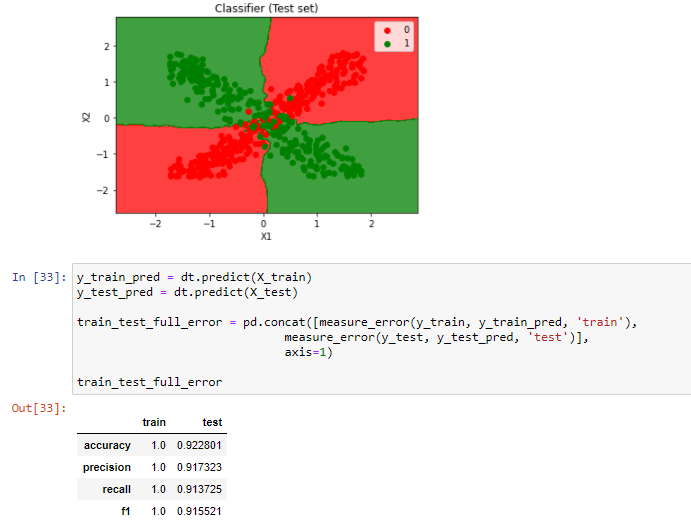 Classifier (Test set)
0
1
2
1
0
−1
−2
X2
−2
−1
0
1
2
X1
In [33]:
y_train_pred = dt.predict(X_train)
y_test_pred = dt.predict(X_test)
train_test_full_error = pd.concat([measure_error(y_train, y_train_pred, 'train'),
measure_error(y_test, y_test_pred, 'test')],
axis=1)
train_test_full_error
Out[33]:
train test
accuracy 1.0 0.922801
precision 1.0 0.917323
recall 1.0 0.913725
f1 1.0 0.915521